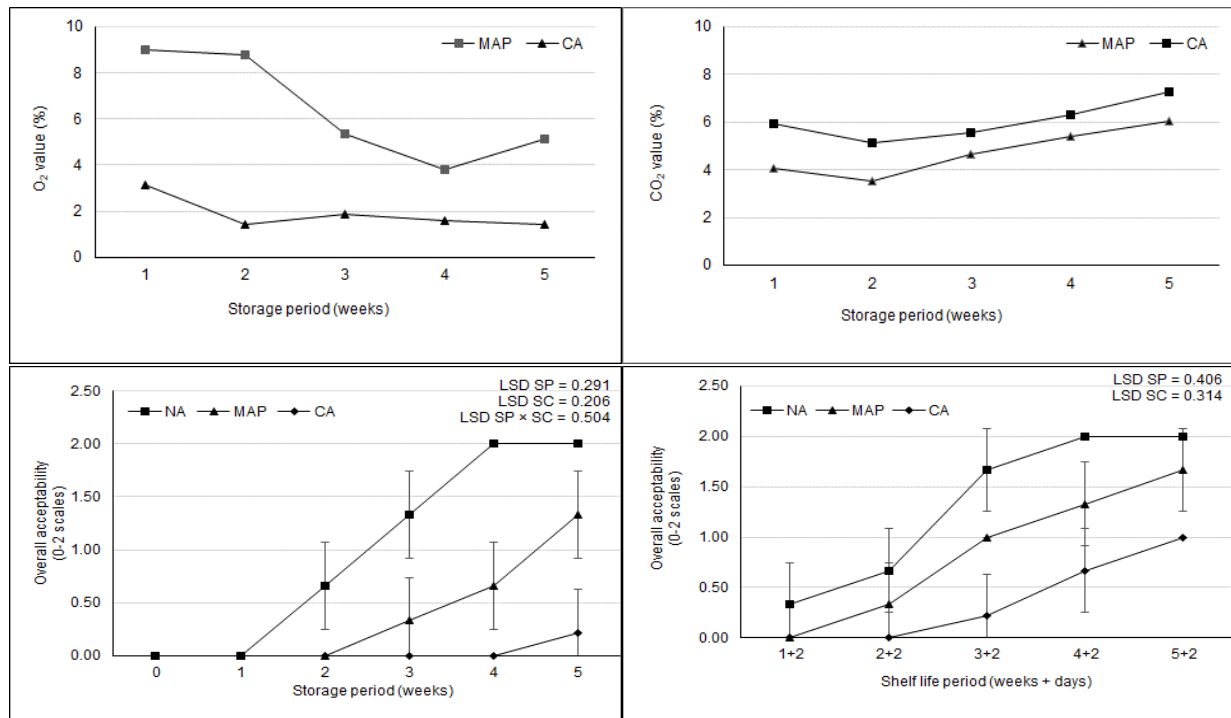 10
8
6
4
2
0
O₂ value (%)
MAP CA
1 2 3 4 5
Storage period (weeks)
10
8
6
4
2
0
CO₂ value (%)
MAP CA
1 2 3 4 5
Storage period (weeks)
2.50
2.00
1.50
1.00
0.50
0.00
Overall acceptability
(0-2 scales)
NA MAP CA
LSD SP = 0.291
LSD SC = 0.206
LSD SP × SC = 0.504
0 1 2 3 4 5
Storage period (weeks)
2.50
2.00
1.50
1.00
0.50
0.00
Overall acceptability
(0-2 scales)
NA MAP CA
LSD SP = 0.406
LSD SC = 0.314
1+2 2+2 3+2 4+2 5+2
Shelf life period (weeks + days)